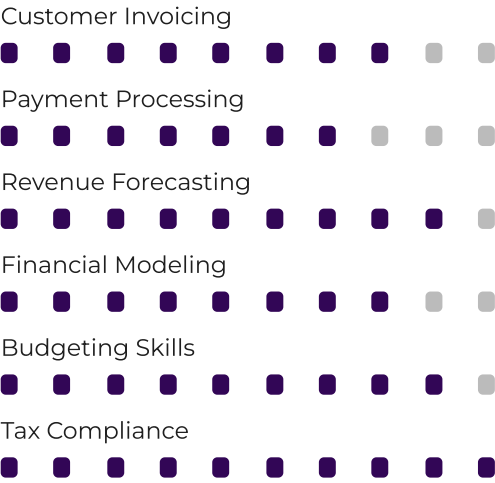 Customer Invoicing
Payment Processing
Revenue Forecasting
Financial Modeling
Budgeting Skills
Tax Compliance